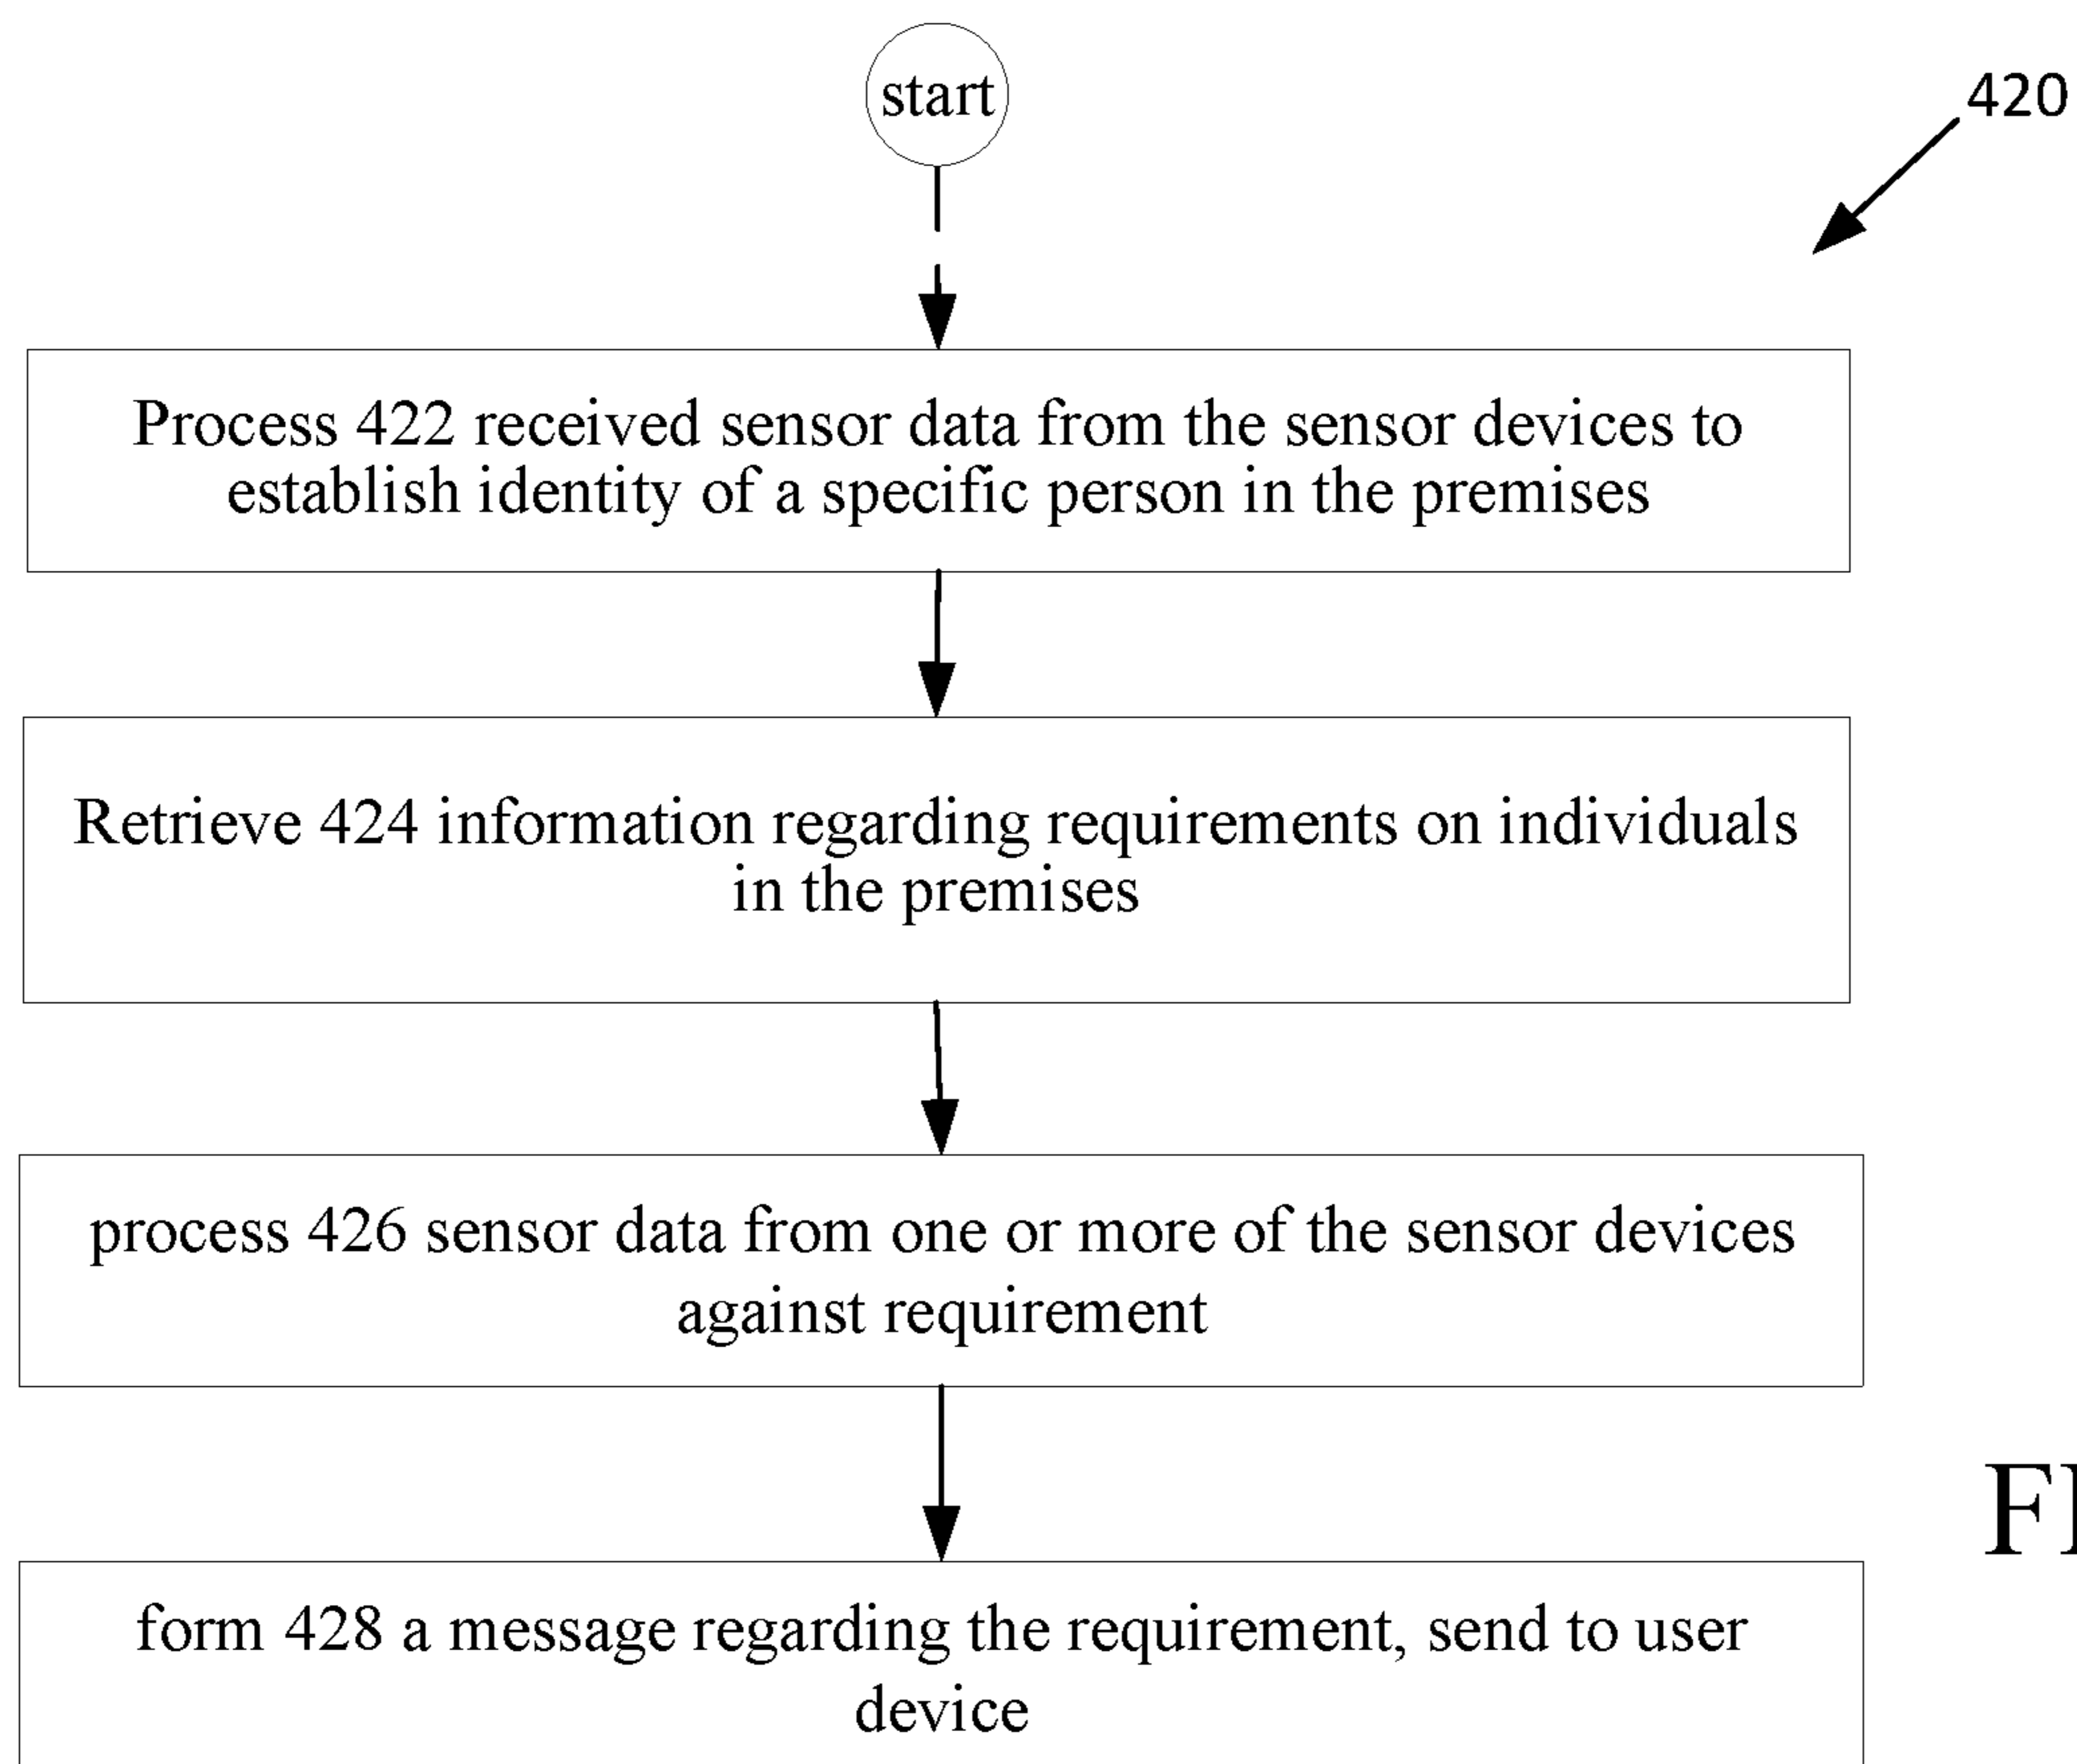 start
420
Process 422 received sensor data from the sensor devices to
establish identity of a specific person in the premises
Retrieve 424 information regarding requirements on individuals
in the premises
process 426 sensor data from one or more of the sensor devices
against requirement
form 428 a message regarding the requirement, send to user
device